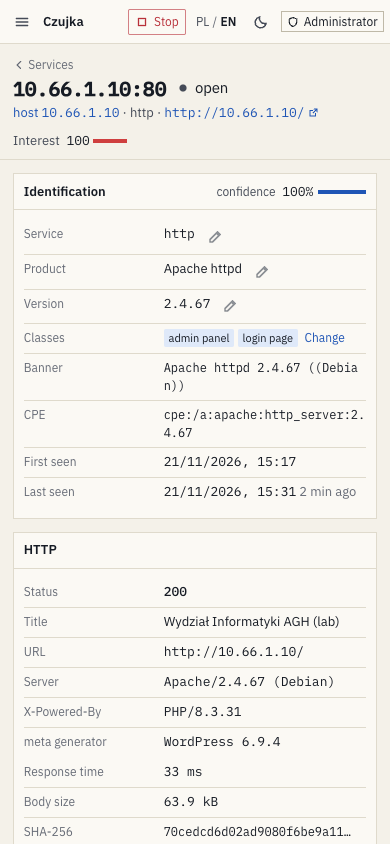 Czujka
Stop
PL / EN
Administrator
Services
10.66.1.10:80 open
host 10.66.1.10 · http · http://10.66.1.10/
Interest 100
Identification confidence 100%
Service http
Product Apache httpd
Version 2.4.67
Classes admin panel login page Change
Banner Apache httpd 2.4.67 ((Debia
n))
CPE cpe:/a:apache:http_server:2.
4.67
First seen 21/11/2026, 15:17
Last seen 21/11/2026, 15:31 2 min ago
HTTP
Status 200
Title Wydział Informatyki AGH (lab)
URL http://10.66.1.10/
Server Apache/2.4.67 (Debian)
X-Powered-By PHP/8.3.31
meta generator WordPress 6.9.4
Response time 33 ms
Body size 63.9 kB
SHA-256 70cedcd6d02ad9080f6be9a11…